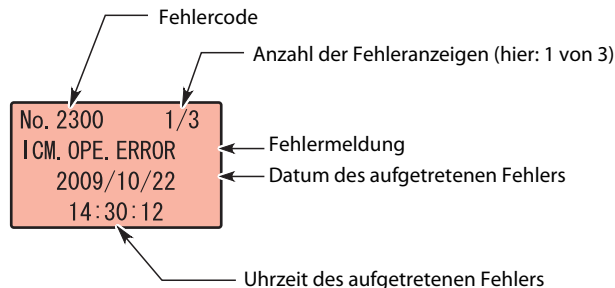 Fehlercode
Anzahl der Fehleranzeigen (hier: 1 von 3)
No. 2300 1/3
ICM. OPE. ERROR
Fehlermeldung
2009/10/22
Datum des aufgetretenen Fehlers
14:30:12
Uhrzeit des aufgetretenen Fehlers